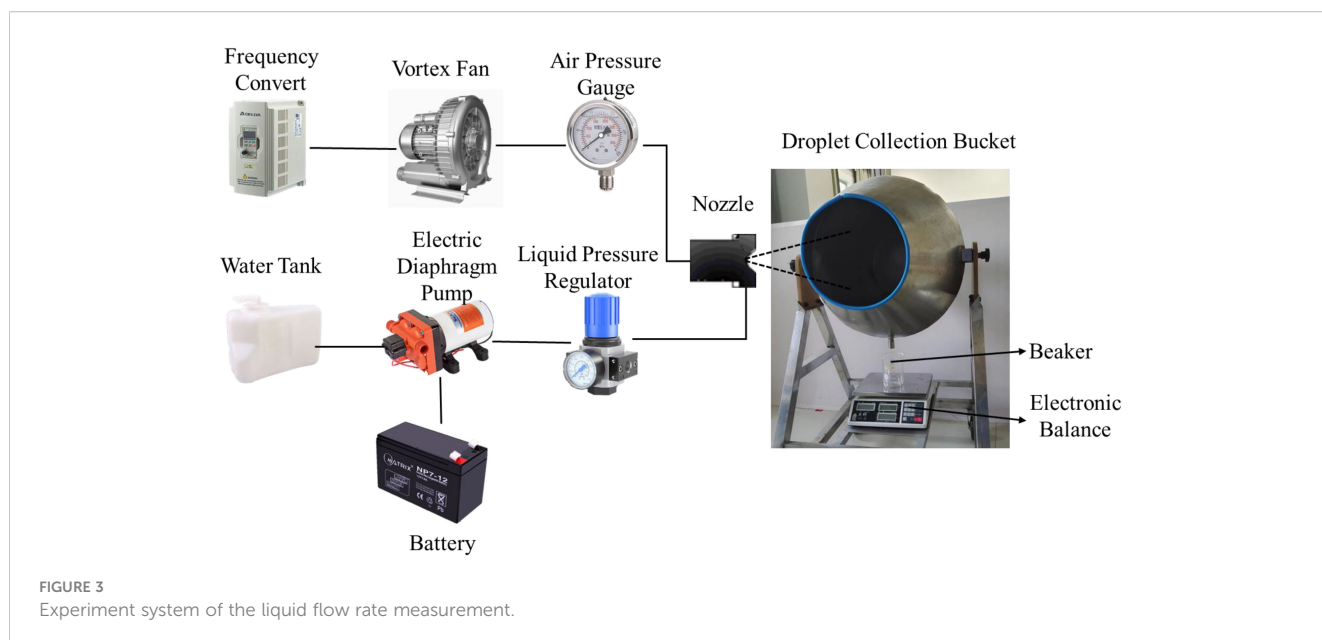 Frequency
Convert
Vortex Fan
Air Pressure
Gauge
Droplet Collection Bucket
Nozzle
Water Tank
Electric
Diaphragm
Pump
Liquid Pressure
Regulator
Beaker
Electronic
Balance
MATRIX
NP7-12
Battery
FIGURE 3
Experiment system of the liquid flow rate measurement.